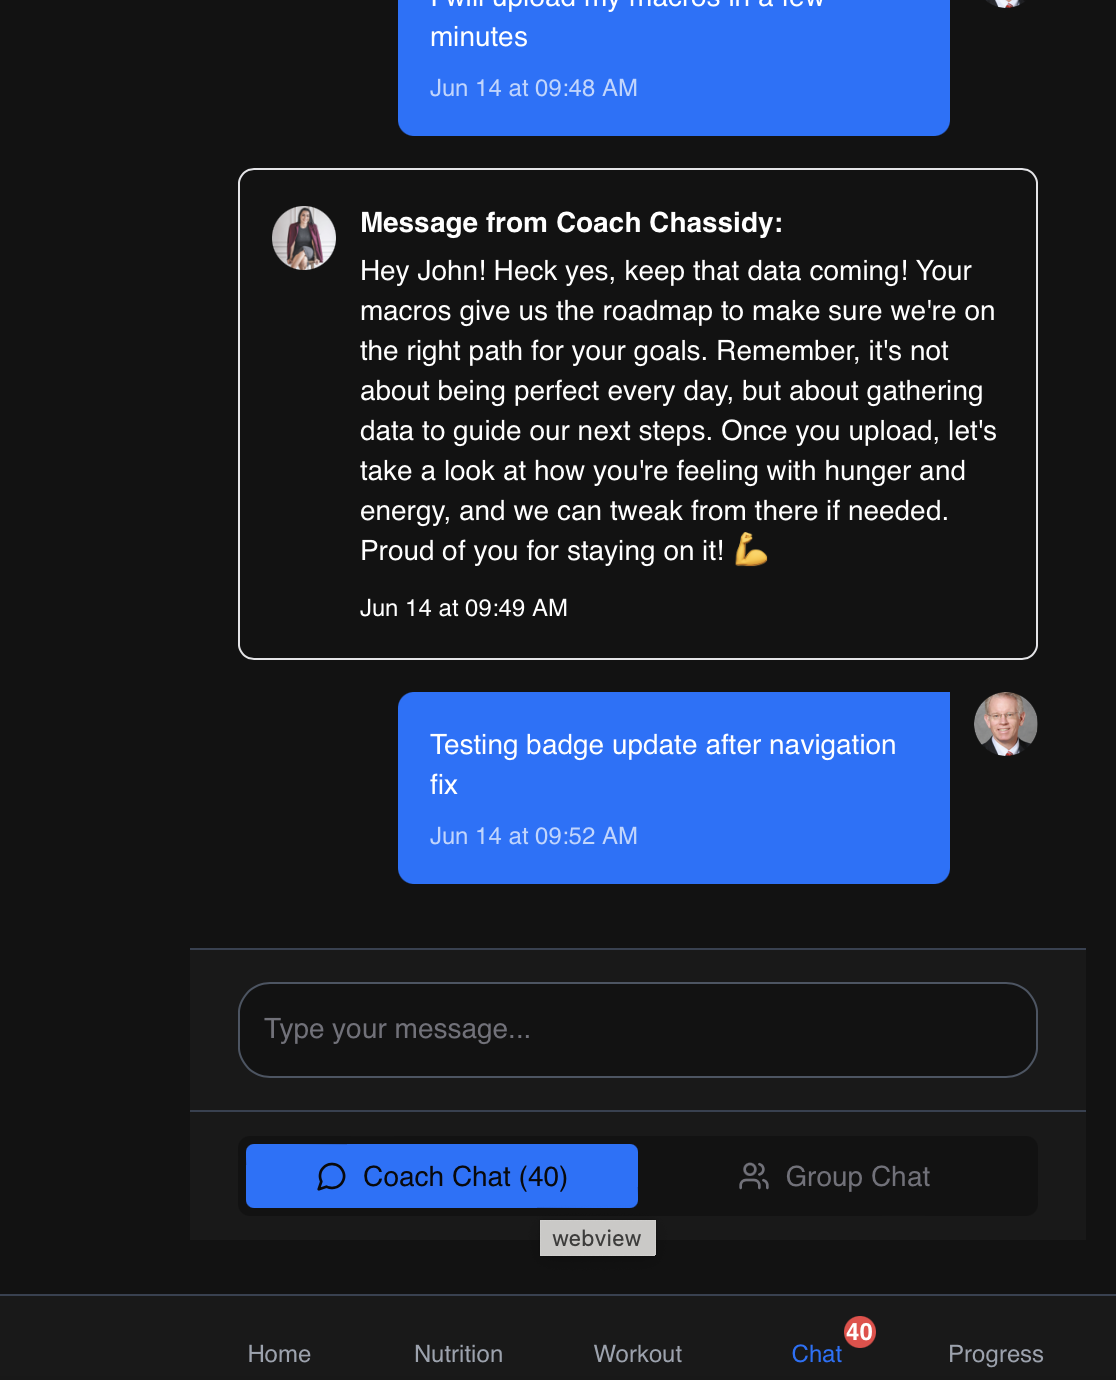 I will upload my macros in a few
minutes
Jun 14 at 09:48 AM
Message from Coach Chassidy:
Hey John! Heck yes, keep that data coming! Your
macros give us the roadmap to make sure we're on
the right path for your goals. Remember, it's not
about being perfect every day, but about gathering
data to guide our next steps. Once you upload, let's
take a look at how you're feeling with hunger and
energy, and we can tweak from there if needed.
Proud of you for staying on it! 💪
Jun 14 at 09:49 AM
Testing badge update after navigation
fix
Jun 14 at 09:52 AM
Type your message...
Coach Chat (40)
Group Chat
webview
40
Home
Nutrition
Workout
Chat
Progress